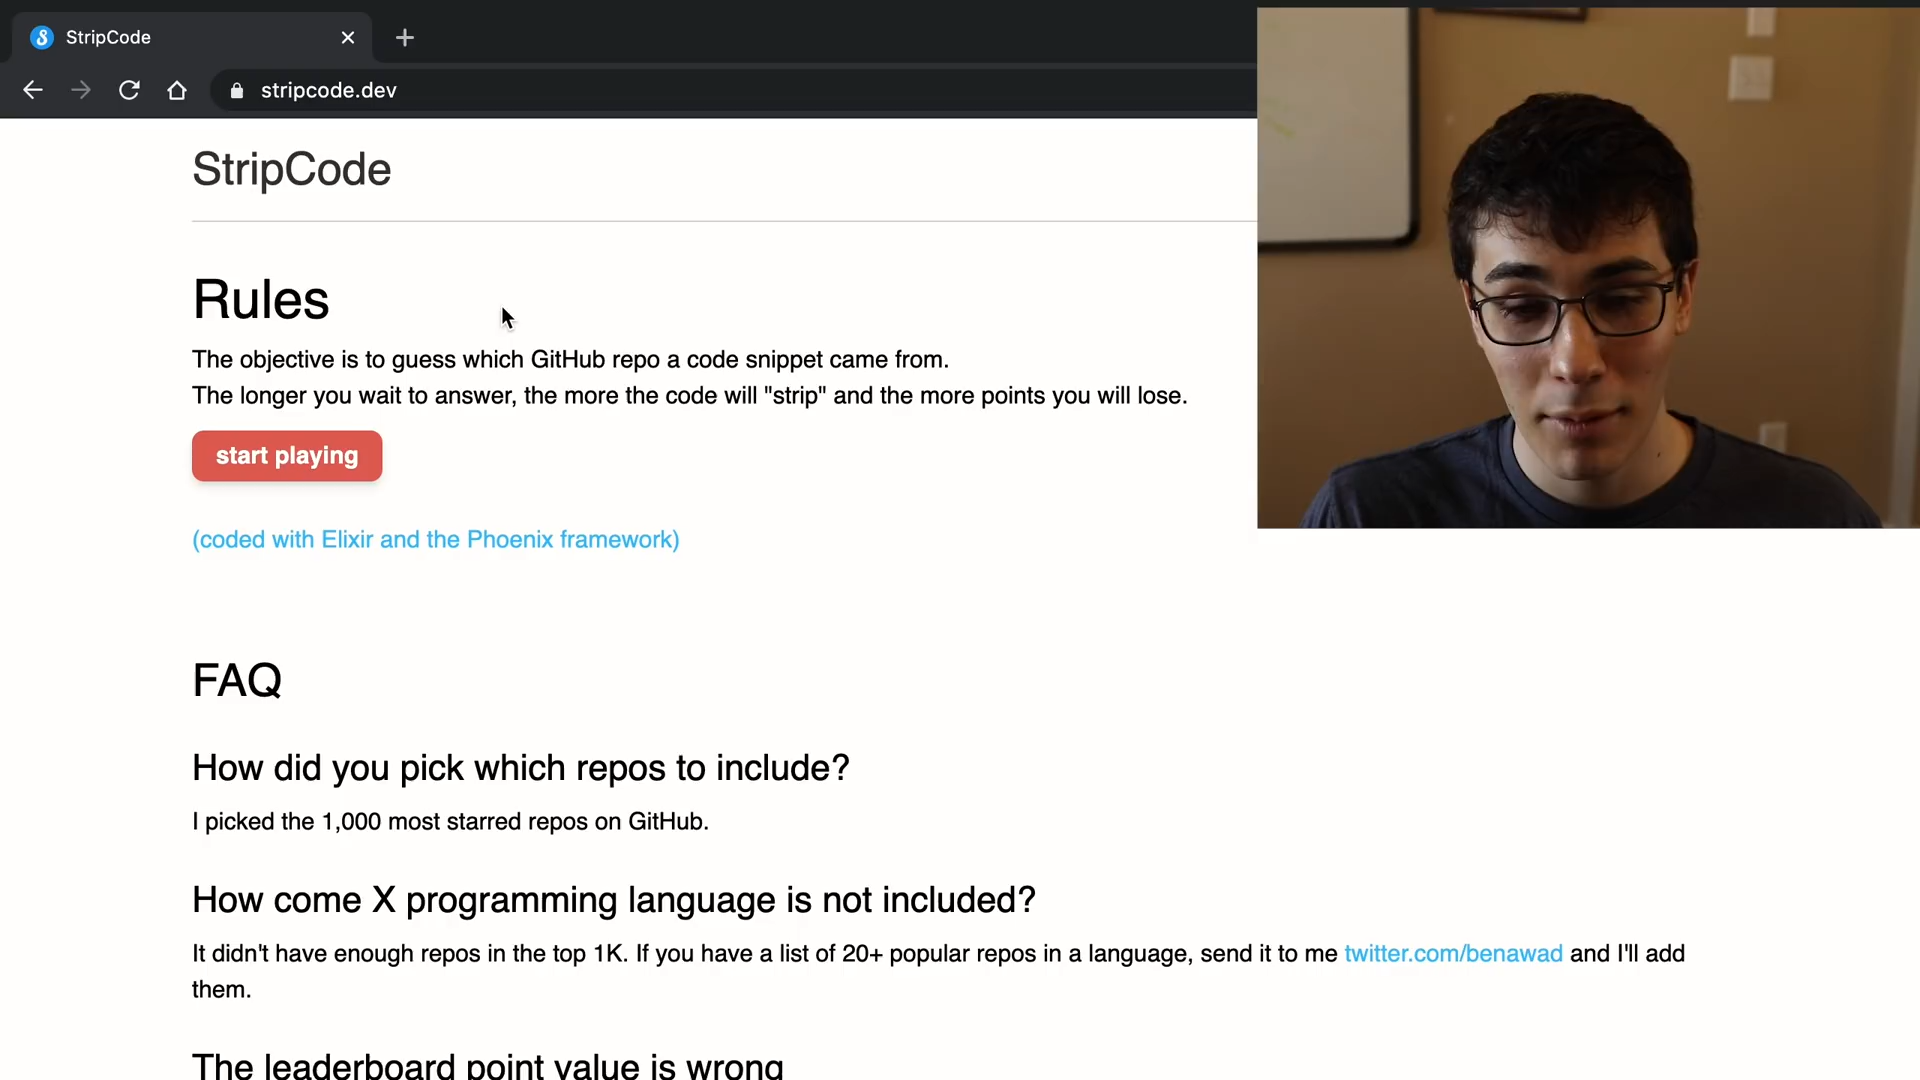 StripCode
stripcode.dev
StripCode
Rules
The objective is to guess which GitHub repo a code snippet came from.
The longer you wait to answer, the more the code will "strip" and the more points you will lose.
start playing
(coded with Elixir and the Phoenix framework)
FAQ
How did you pick which repos to include?
I picked the 1,000 most starred repos on GitHub.
How come X programming language is not included?
It didn't have enough repos in the top 1K. If you have a list of 20+ popular repos in a language, send it to me twitter.com/benawad and I'll add
them.
The leaderboard point value is wrong